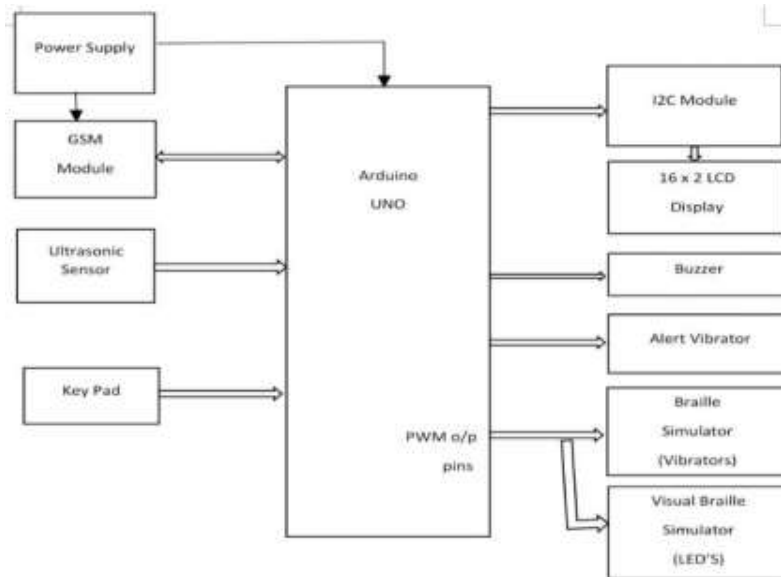 Power Supply
GSM
Module
Ultrasonic
Sensor
Key Pad
Arduino
UNO
PWM o/p
pins
I2C Module
16 x 2 LCD
Display
Buzzer
Alert Vibrator
Braille
Simulator
(Vibrators)
Visual Braille
Simulator
(LED'S)